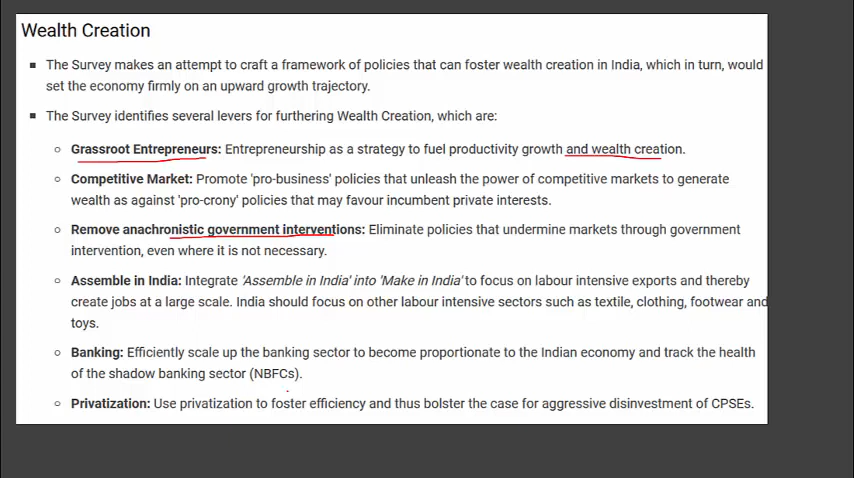 Wealth Creation
▪ The Survey makes an attempt to craft a framework of policies that can foster wealth creation in India, which in turn, would
set the economy firmly on an upward growth trajectory.
▪ The Survey identifies several levers for furthering Wealth Creation, which are:
○ Grassroot Entrepreneurs: Entrepreneurship as a strategy to fuel productivity growth and wealth creation.
○ Competitive Market: Promote 'pro-business' policies that unleash the power of competitive markets to generate
wealth as against 'pro-crony' policies that may favour incumbent private interests.
○ Remove anachronistic government interventions: Eliminate policies that undermine markets through government
intervention, even where it is not necessary.
○ Assemble in India: Integrate 'Assemble in India' into 'Make in India' to focus on labour intensive exports and thereby
create jobs at a large scale. India should focus on other labour intensive sectors such as textile, clothing, footwear and
toys.
○ Banking: Efficiently scale up the banking sector to become proportionate to the Indian economy and track the health
of the shadow banking sector (NBFCs).
○ Privatization: Use privatization to foster efficiency and thus bolster the case for aggressive disinvestment of CPSEs.